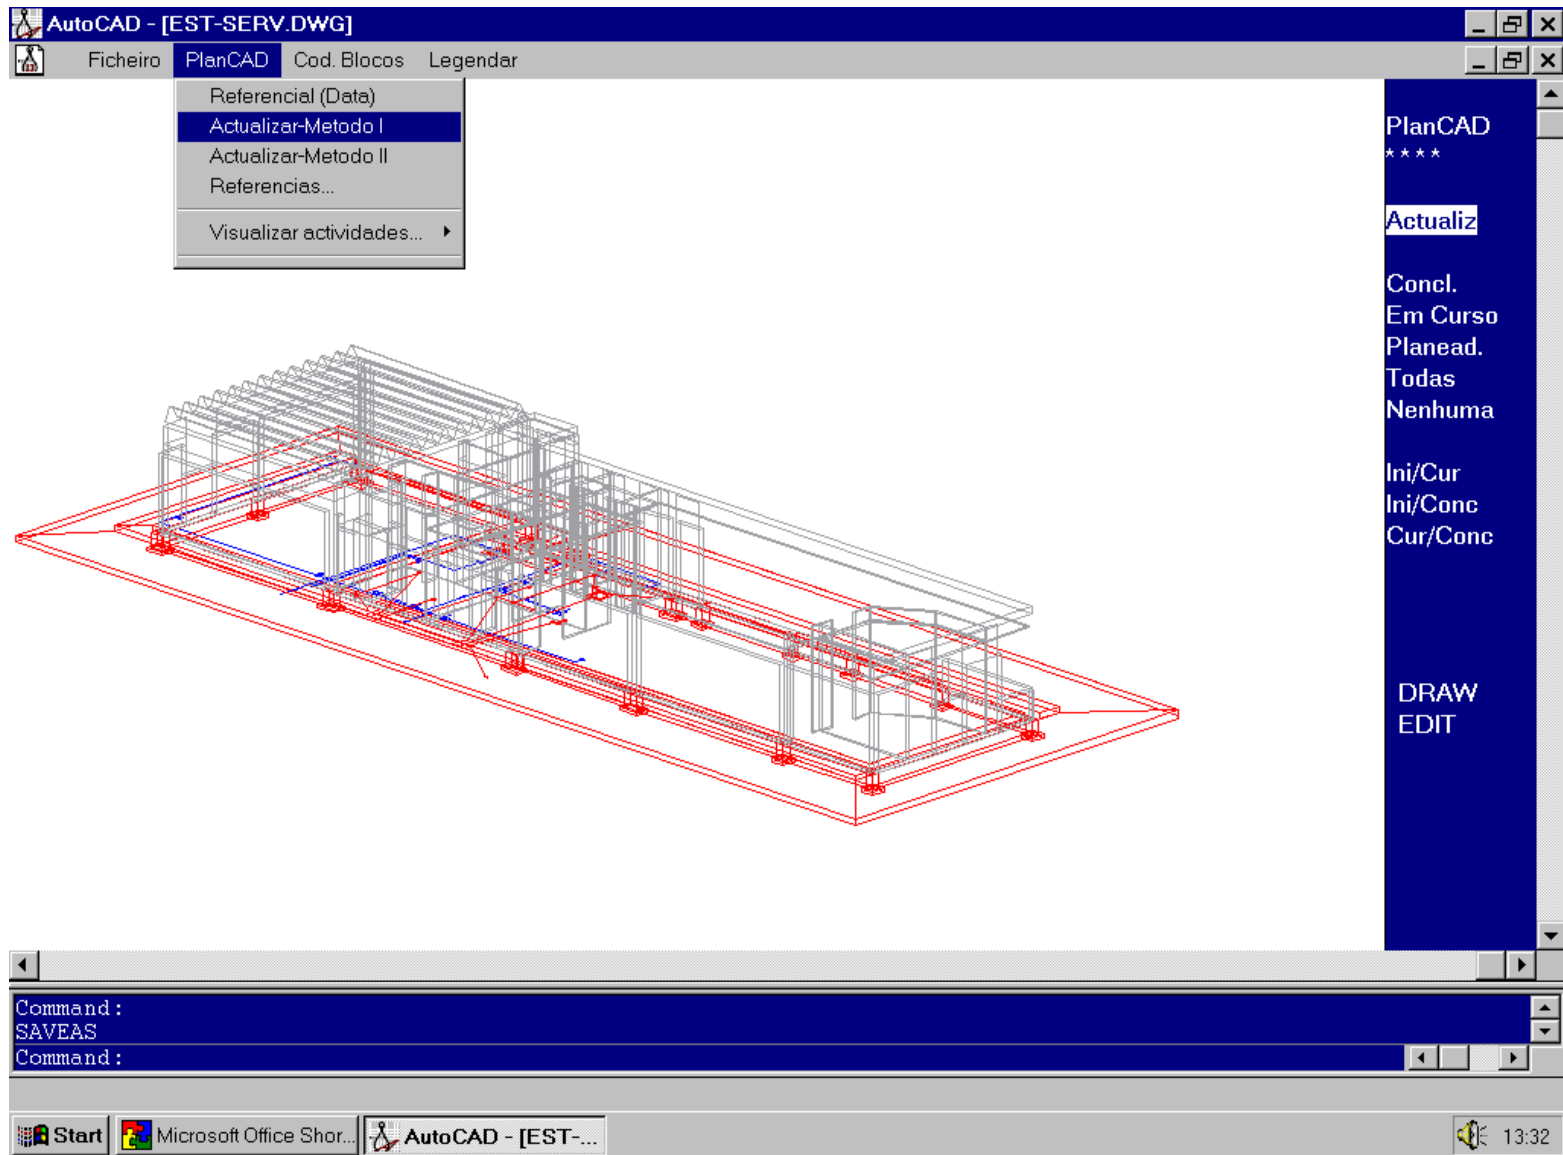 AutoCAD - [EST-SERV.DWG]
Ficheiro PlanCAD Cod. Blocos Legendar
Referencial (Data)
Actualizar-Metodo I
Actualizar-Metodo II
Referencias...
Visualizar actividades...
PlanCAD
* * * *
Actualiz
Concl.
Em Curso
Planead.
Todas
Nenhuma
Ini/Cur
Ini/Conc
Cur/Conc
DRAW
EDIT
Command:
SAVEAS
Command:
Start Microsoft Office Shor... AutoCAD - [EST-... 13:32